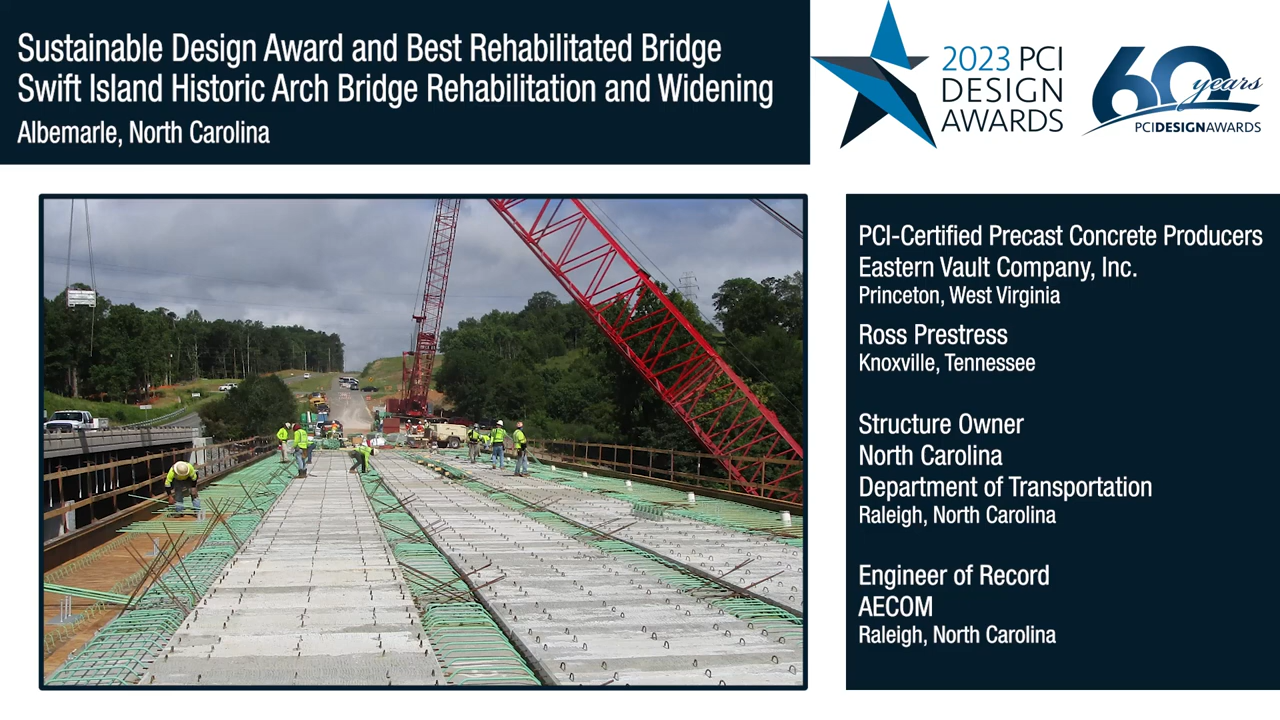 Sustainable Design Award and Best Rehabilitated Bridge
Swift Island Historic Arch Bridge Rehabilitation and Widening
Albemarle, North Carolina
2023 PCI
DESIGN
AWARDS
60 years
PCIDESIGNAWARDS
PCI-Certified Precast Concrete Producers
Eastern Vault Company, Inc.
Princeton, West Virginia
Ross Prestress
Knoxville, Tennessee
Structure Owner
North Carolina
Department of Transportation
Raleigh, North Carolina
Engineer of Record
AECOM
Raleigh, North Carolina